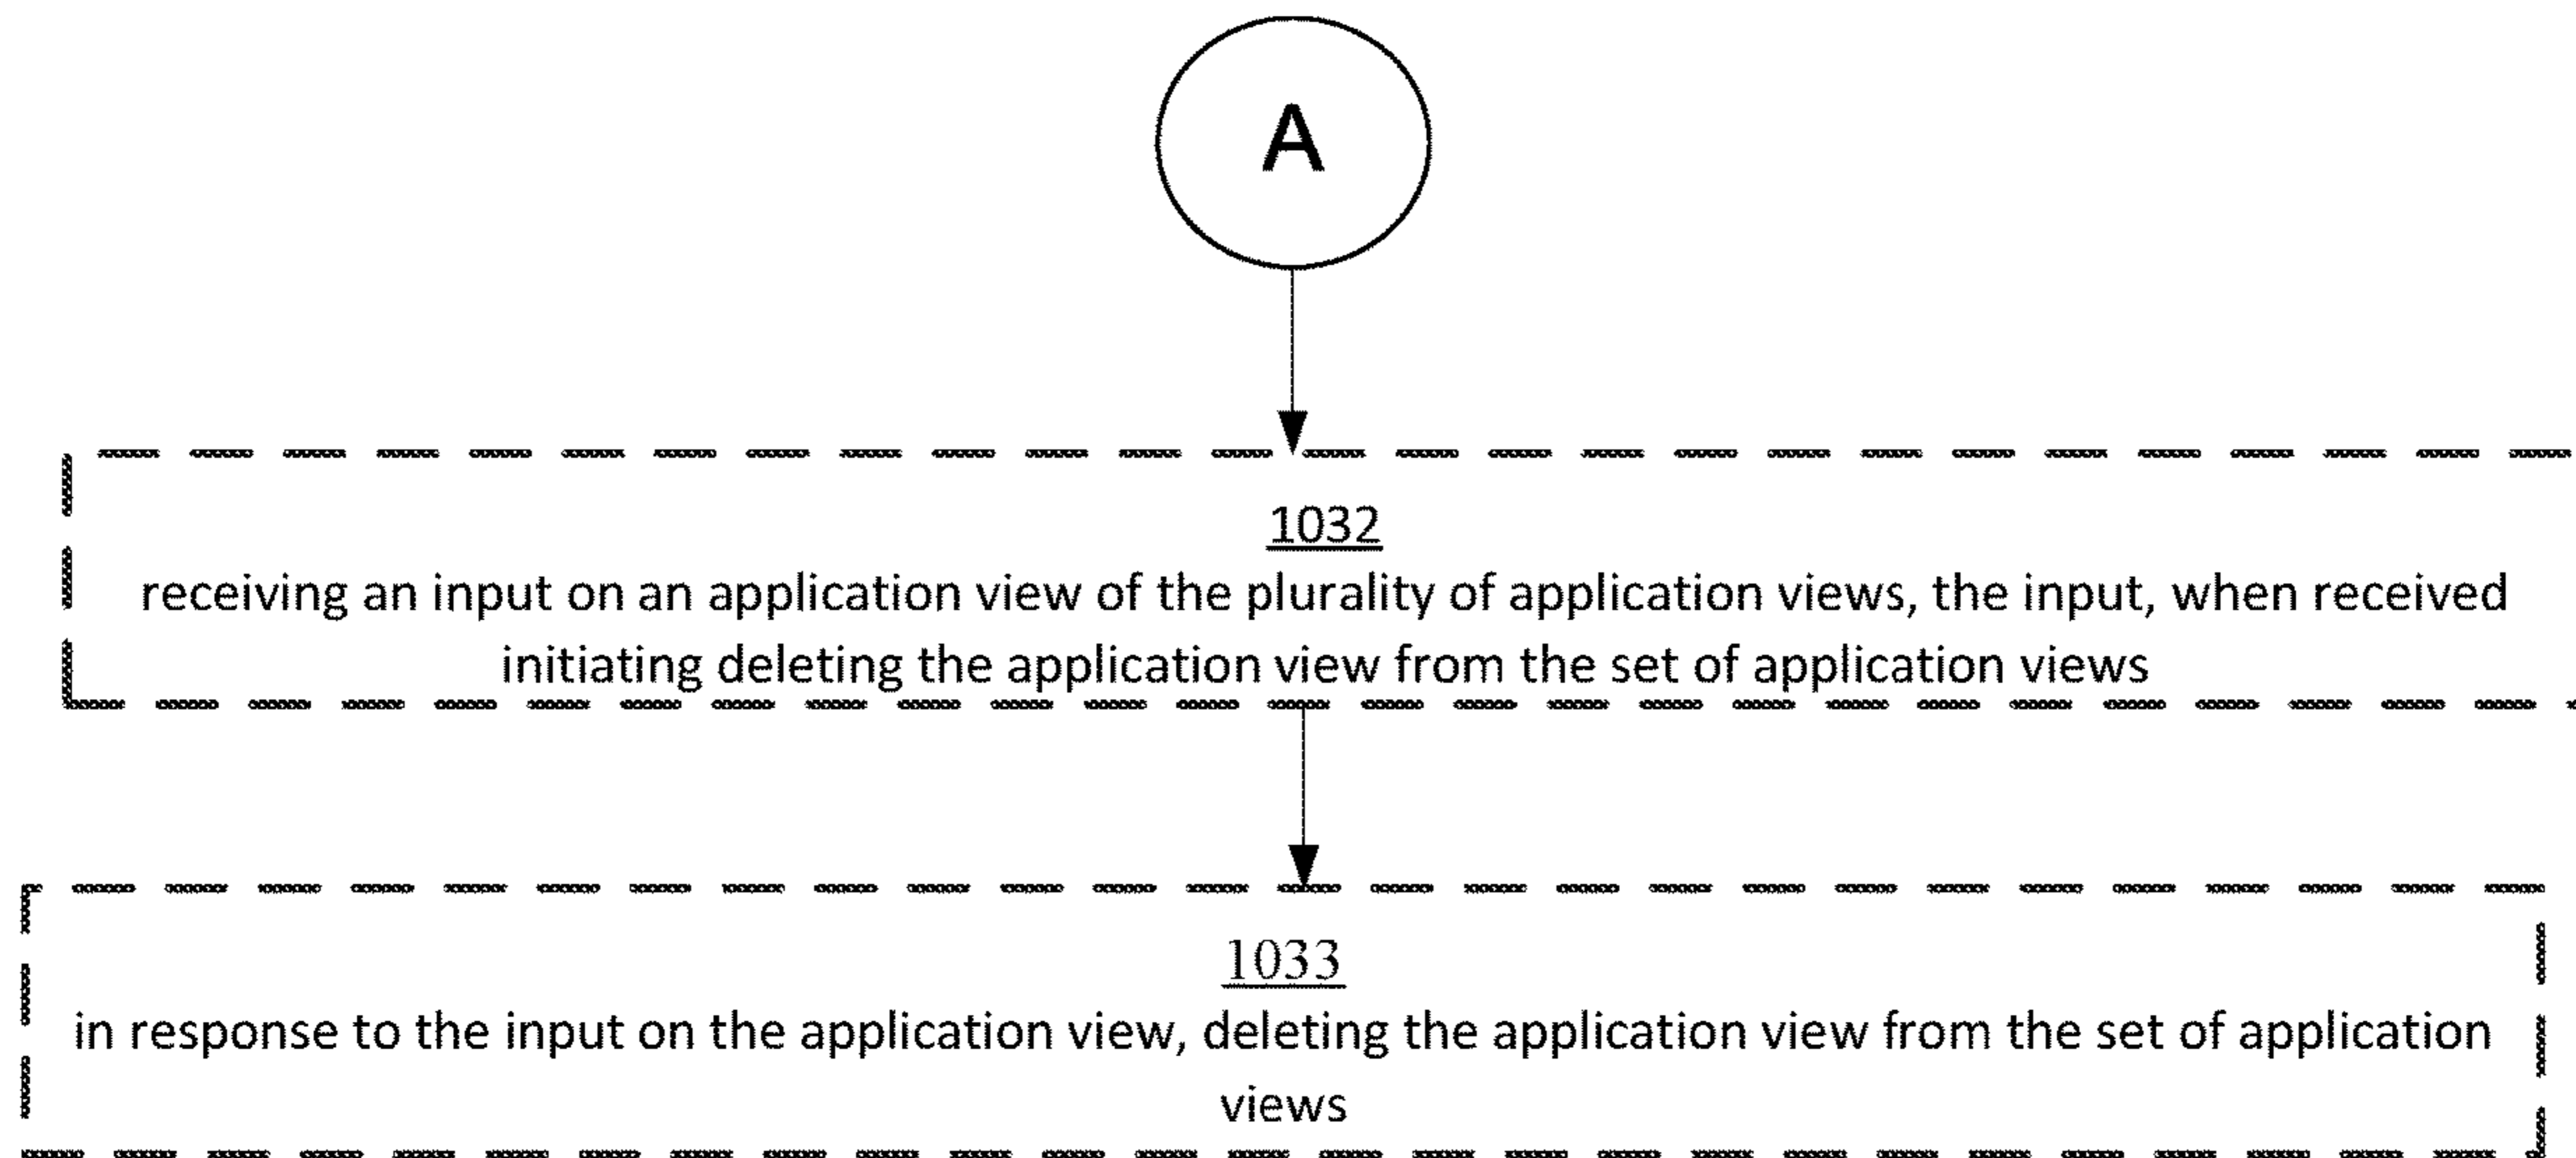 A
1032
receiving an input on an application view of the plurality of application views, the input, when received
initiating deleting the application view from the set of application views
1033
in response to the input on the application view, deleting the application view from the set of application
views